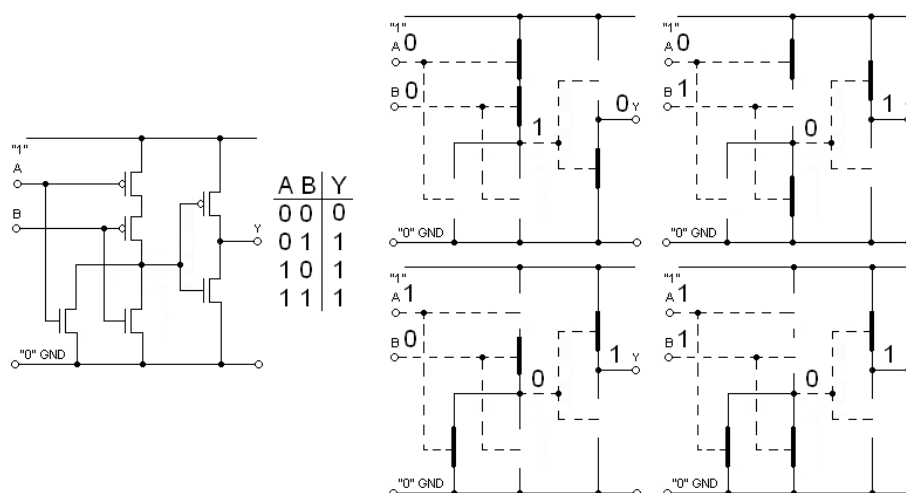 "1"
A
B
Y
"0" GND
A B Y
0 0 0
0 1 1
1 0 1
1 1 1
"1"
A 0
B 0
1
0 Y
"0" GND
"1"
A 0
B 1
0
1
"0" GND
"1"
A 1
B 0
0
1 Y
"0" GND
"1"
A 1
B 1
0
1
"0" GND